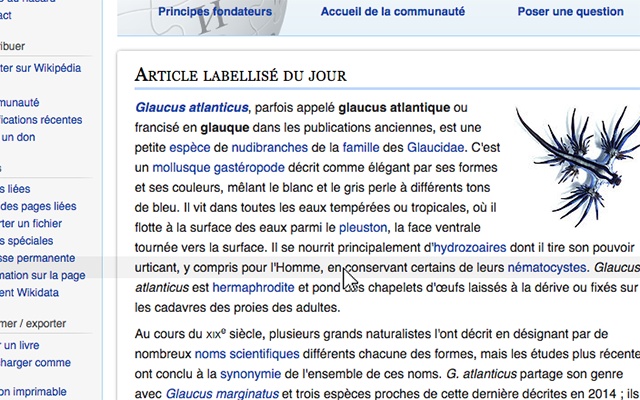 act
Principes fondateurs
Accueil de la communauté
Poser une question
ribuer
ter sur Wikipédia
munauté
fications récentes
un don
s
s liées
des pages liées
rter un fichier
s spéciales
sse permanente
mation sur la page
ent Wikidata
mer / exporter
r un livre
charger comme
on imprimable
Article labellisé du jour
Glaucus atlanticus, parfois appelé glaucus atlantique ou
francisé en glauque dans les publications anciennes, est une
petite espèce de nudibranches de la famille des Glaucidae. C'est
un mollusque gastéropode décrit comme élégant par ses formes
et ses couleurs, mêlant le blanc et le gris perle à différents tons
de bleu. Il vit dans toutes les eaux tempérées ou tropicales, où il
flotte à la surface des eaux parmi le pleuston, la face ventrale
tournée vers la surface. Il se nourrit principalement d'hydrozoaires dont il tire son pouvoir
urticant, y compris pour l'Homme, en conservant certains de leurs nématocystes. Glaucus
atlanticus est hermaphrodite et pond des chapelets d'œufs laissés à la dérive ou fixés sur
les cadavres des proies des adultes.
Au cours du XIXe siècle, plusieurs grands naturalistes l'ont décrit en désignant par de
nombreux noms scientifiques différents chacune des formes, mais les études plus récente
ont conclu à la synonymie de l'ensemble de ces noms. G. atlanticus partage son genre
avec Glaucus marginatus et trois espèces proches de cette dernière décrites en 2014 ; ils